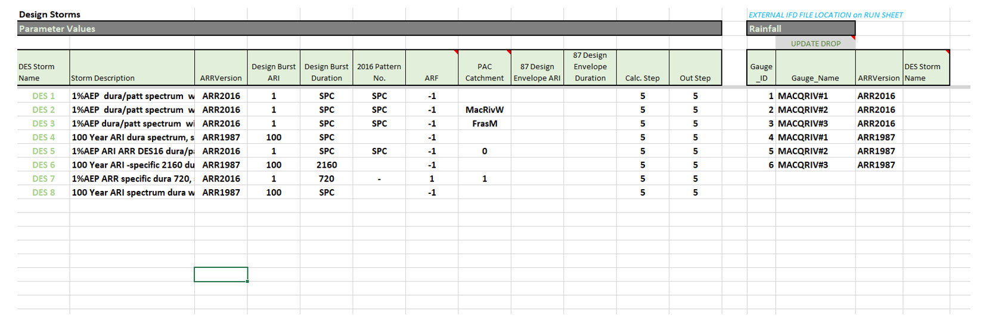 Design Storms EXTERNAL IFD FILE LOCATION on RUN SHEET
Parameter Values Rainfall
UPDATE DROP
DES Storm Name Storm Description ARRVersion Design Burst ARI Design Burst Duration 2016 Pattern No. ARF PAC Catchment 87 Design Envelope ARI 87 Design Envelope Duration Calc. Step Out Step Gauge _ID Gauge_Name ARRVersion DES Storm Name
DES 1 1%AEP dura/patt spectrum w ARR2016 1 SPC SPC -1 5 5 1 MACQRIV#1 ARR2016
DES 2 1%AEP dura/patt spectrum w ARR2016 1 SPC SPC -1 MacRivW 5 5 2 MACQRIV#2 ARR2016
DES 3 1%AEP dura/patt spectrum wi ARR2016 1 SPC SPC -1 FrasM 5 5 3 MACQRIV#3 ARR2016
DES 4 100 Year ARI dura spectrum, s ARR1987 100 SPC -1 5 5 4 MACQRIV#1 ARR1987
DES 5 1%AEP ARI ARR DES16 dura/pa ARR2016 1 SPC SPC -1 0 5 5 5 MACQRIV#2 ARR1987
DES 6 100 Year ARI -specific 2160 du ARR1987 100 2160 -1 5 5 6 MACQRIV#3 ARR1987
DES 7 1%AEP ARR specific dura 720, ARR2016 1 720 - 1 1 5 5
DES 8 100 Year ARI spectrum dura w ARR1987 100 SPC -1 5 5